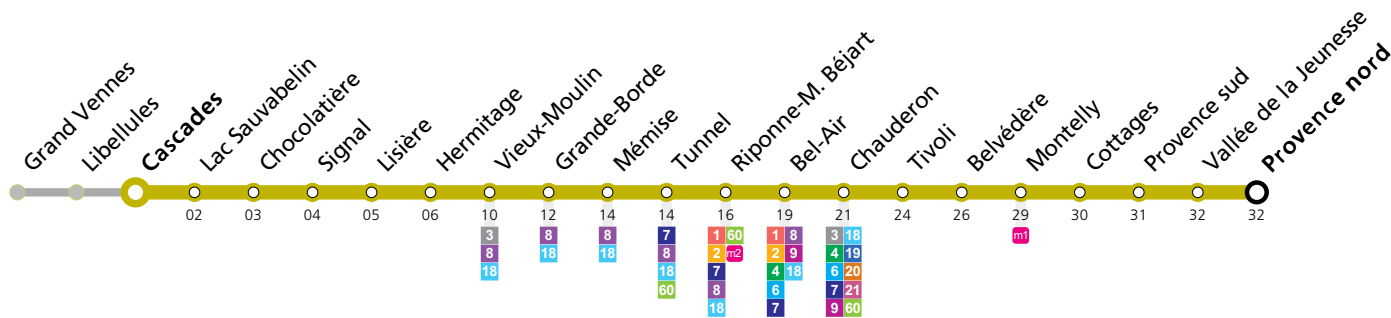 Grand Vennes
Libellules
Cascades
Lac Sauvabelin
Chocolatière
Signal
Lisière
Hermitage
Vieux-Moulin
Grande-Borde
Mémise
Tunnel
Riponne-M. Béjart
Bel-Air
Chauderon
Tivoli
Belvédère
Montelly
Cottages
Provence sud
Vallée de la Jeunesse
Provence nord
02 03 04 05 06 10 12 14 14 16 19 21 24 26 29 30 31 32 32
3 8 8 7 1 60 1 8 3 18 m1
8 18 18 8 2 m2 2 9 4 19
18 18 7 4 18 6 20
60 8 6 7 21
18 7 9 60